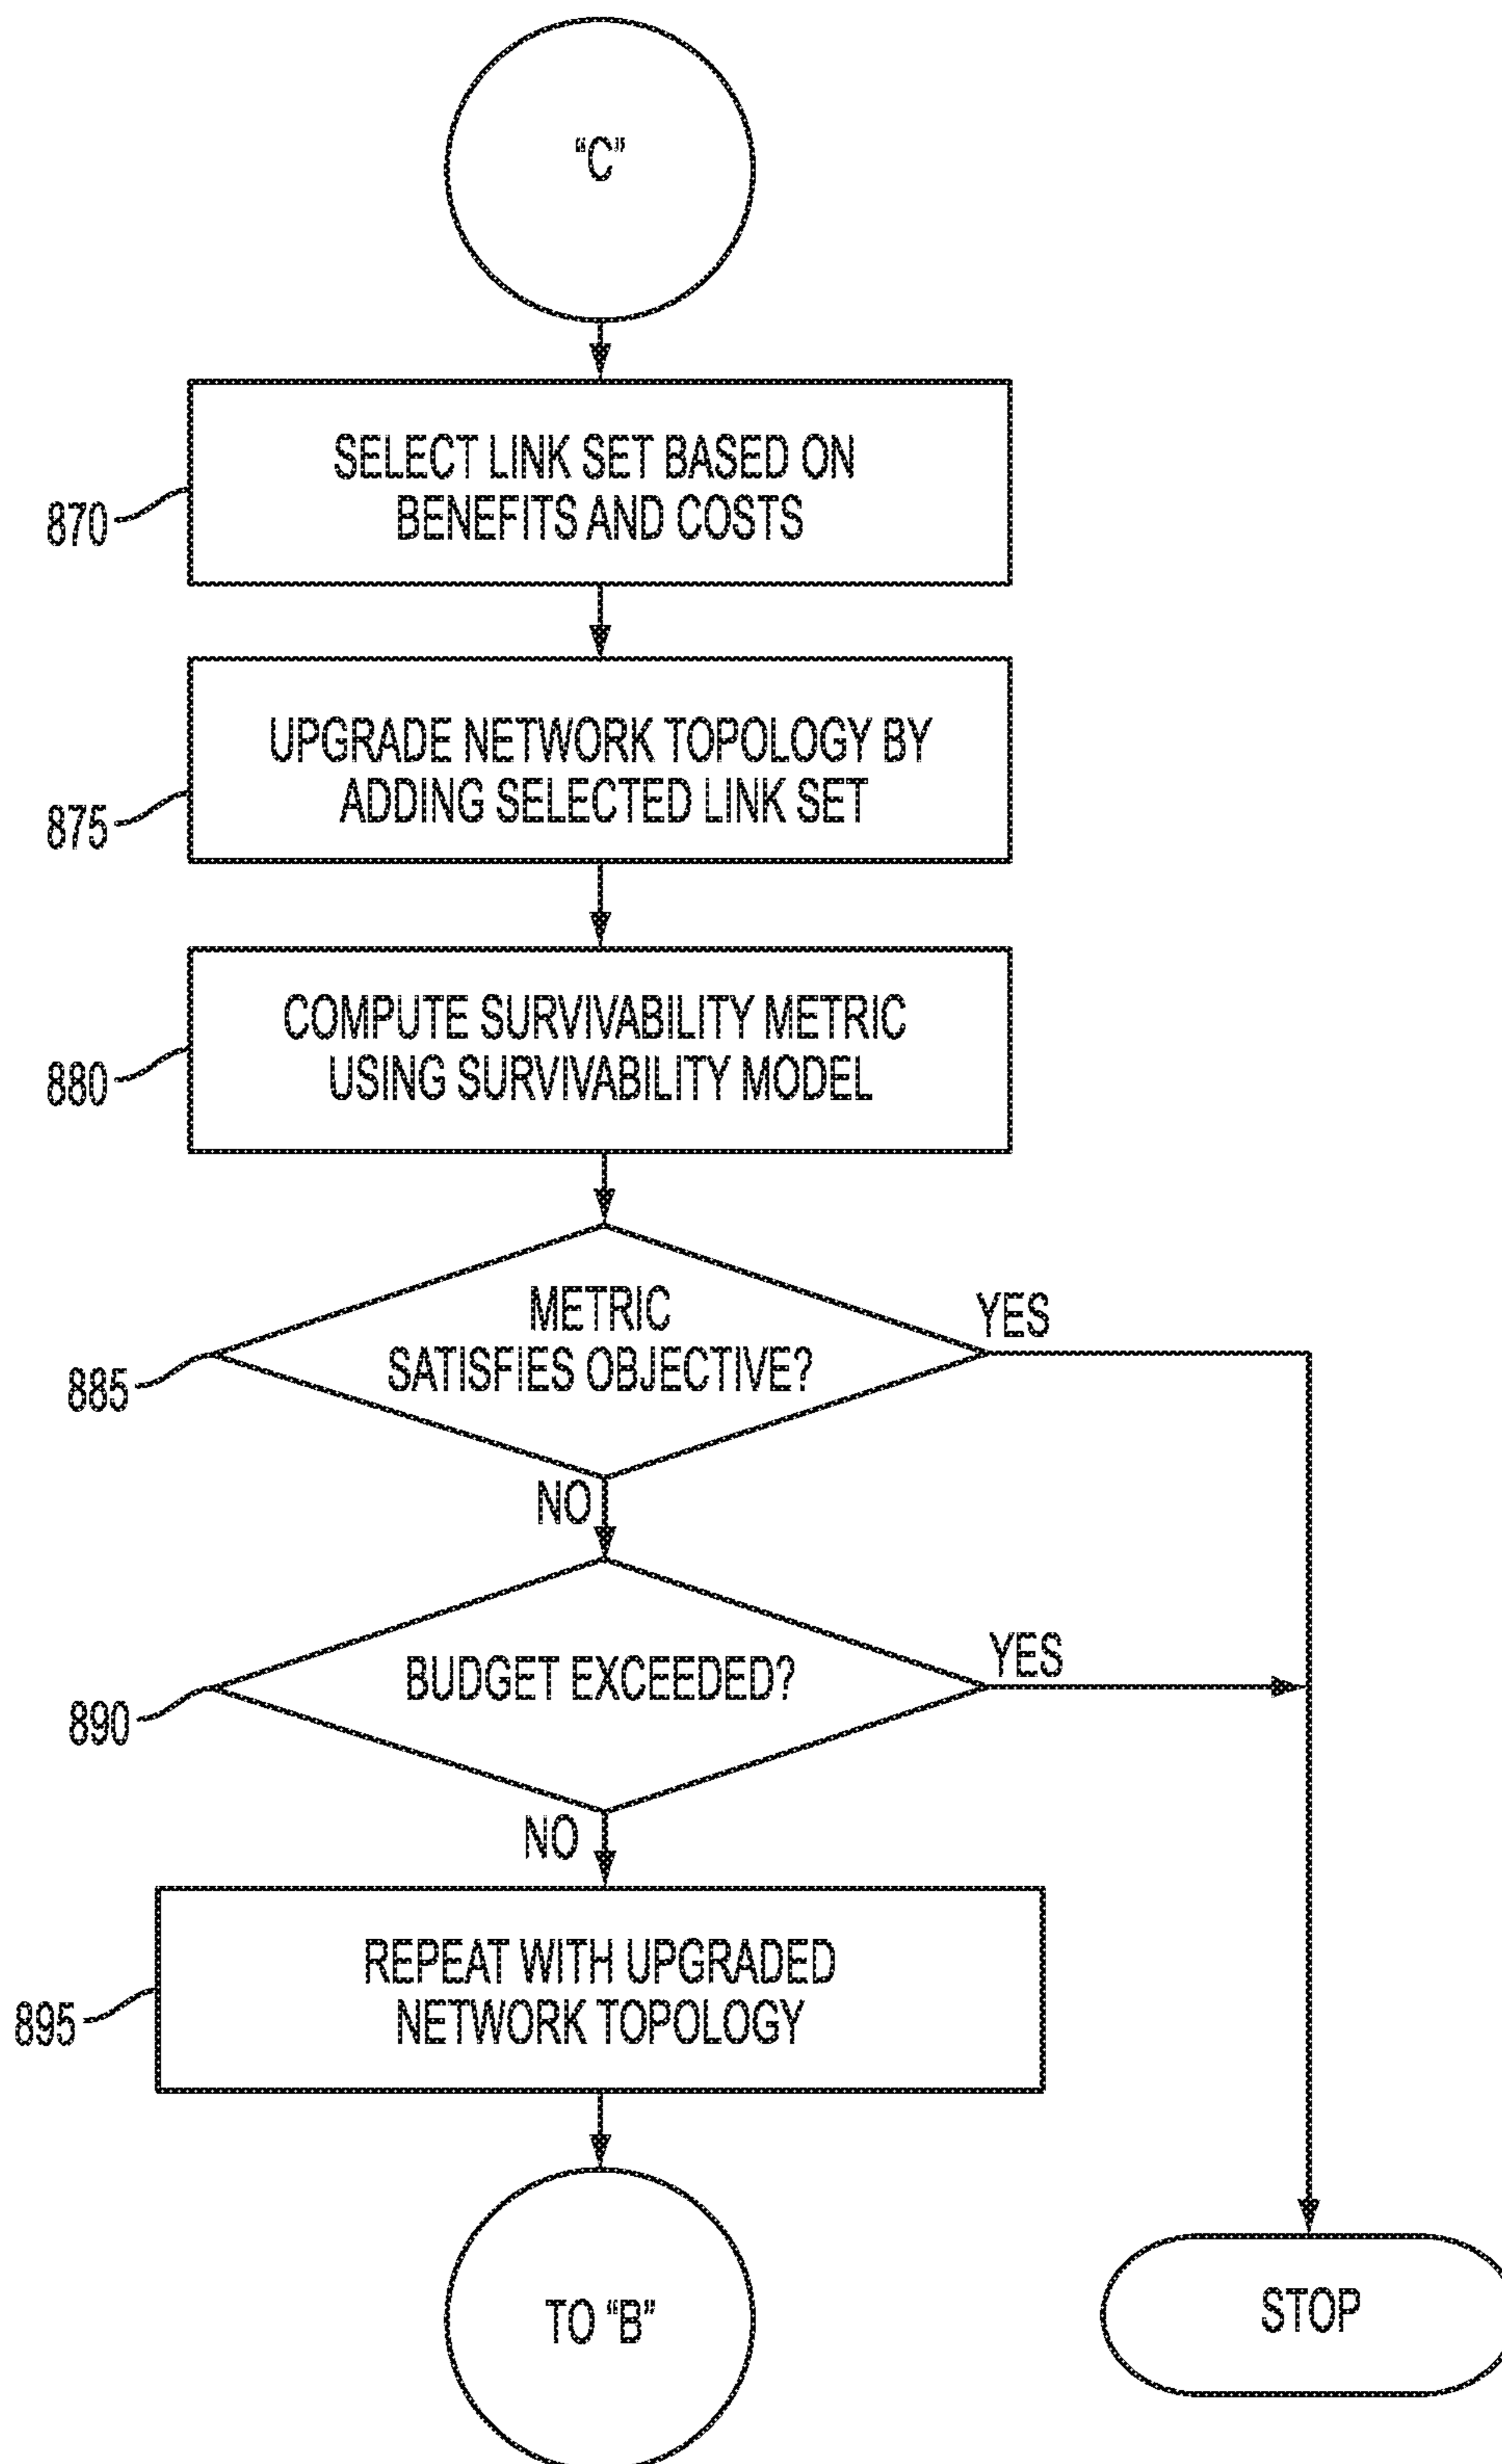 “C”
SELECT LINK SET BASED ON
BENEFITS AND COSTS
870
UPGRADE NETWORK TOPOLOGY BY
ADDING SELECTED LINK SET
875
COMPUTE SURVIVABILITY METRIC
USING SURVIVABILITY MODEL
880
METRIC
SATISFIES OBJECTIVE?
YES
885
NO
BUDGET EXCEEDED?
YES
890
NO
REPEAT WITH UPGRADED
NETWORK TOPOLOGY
895
TO “B”
STOP